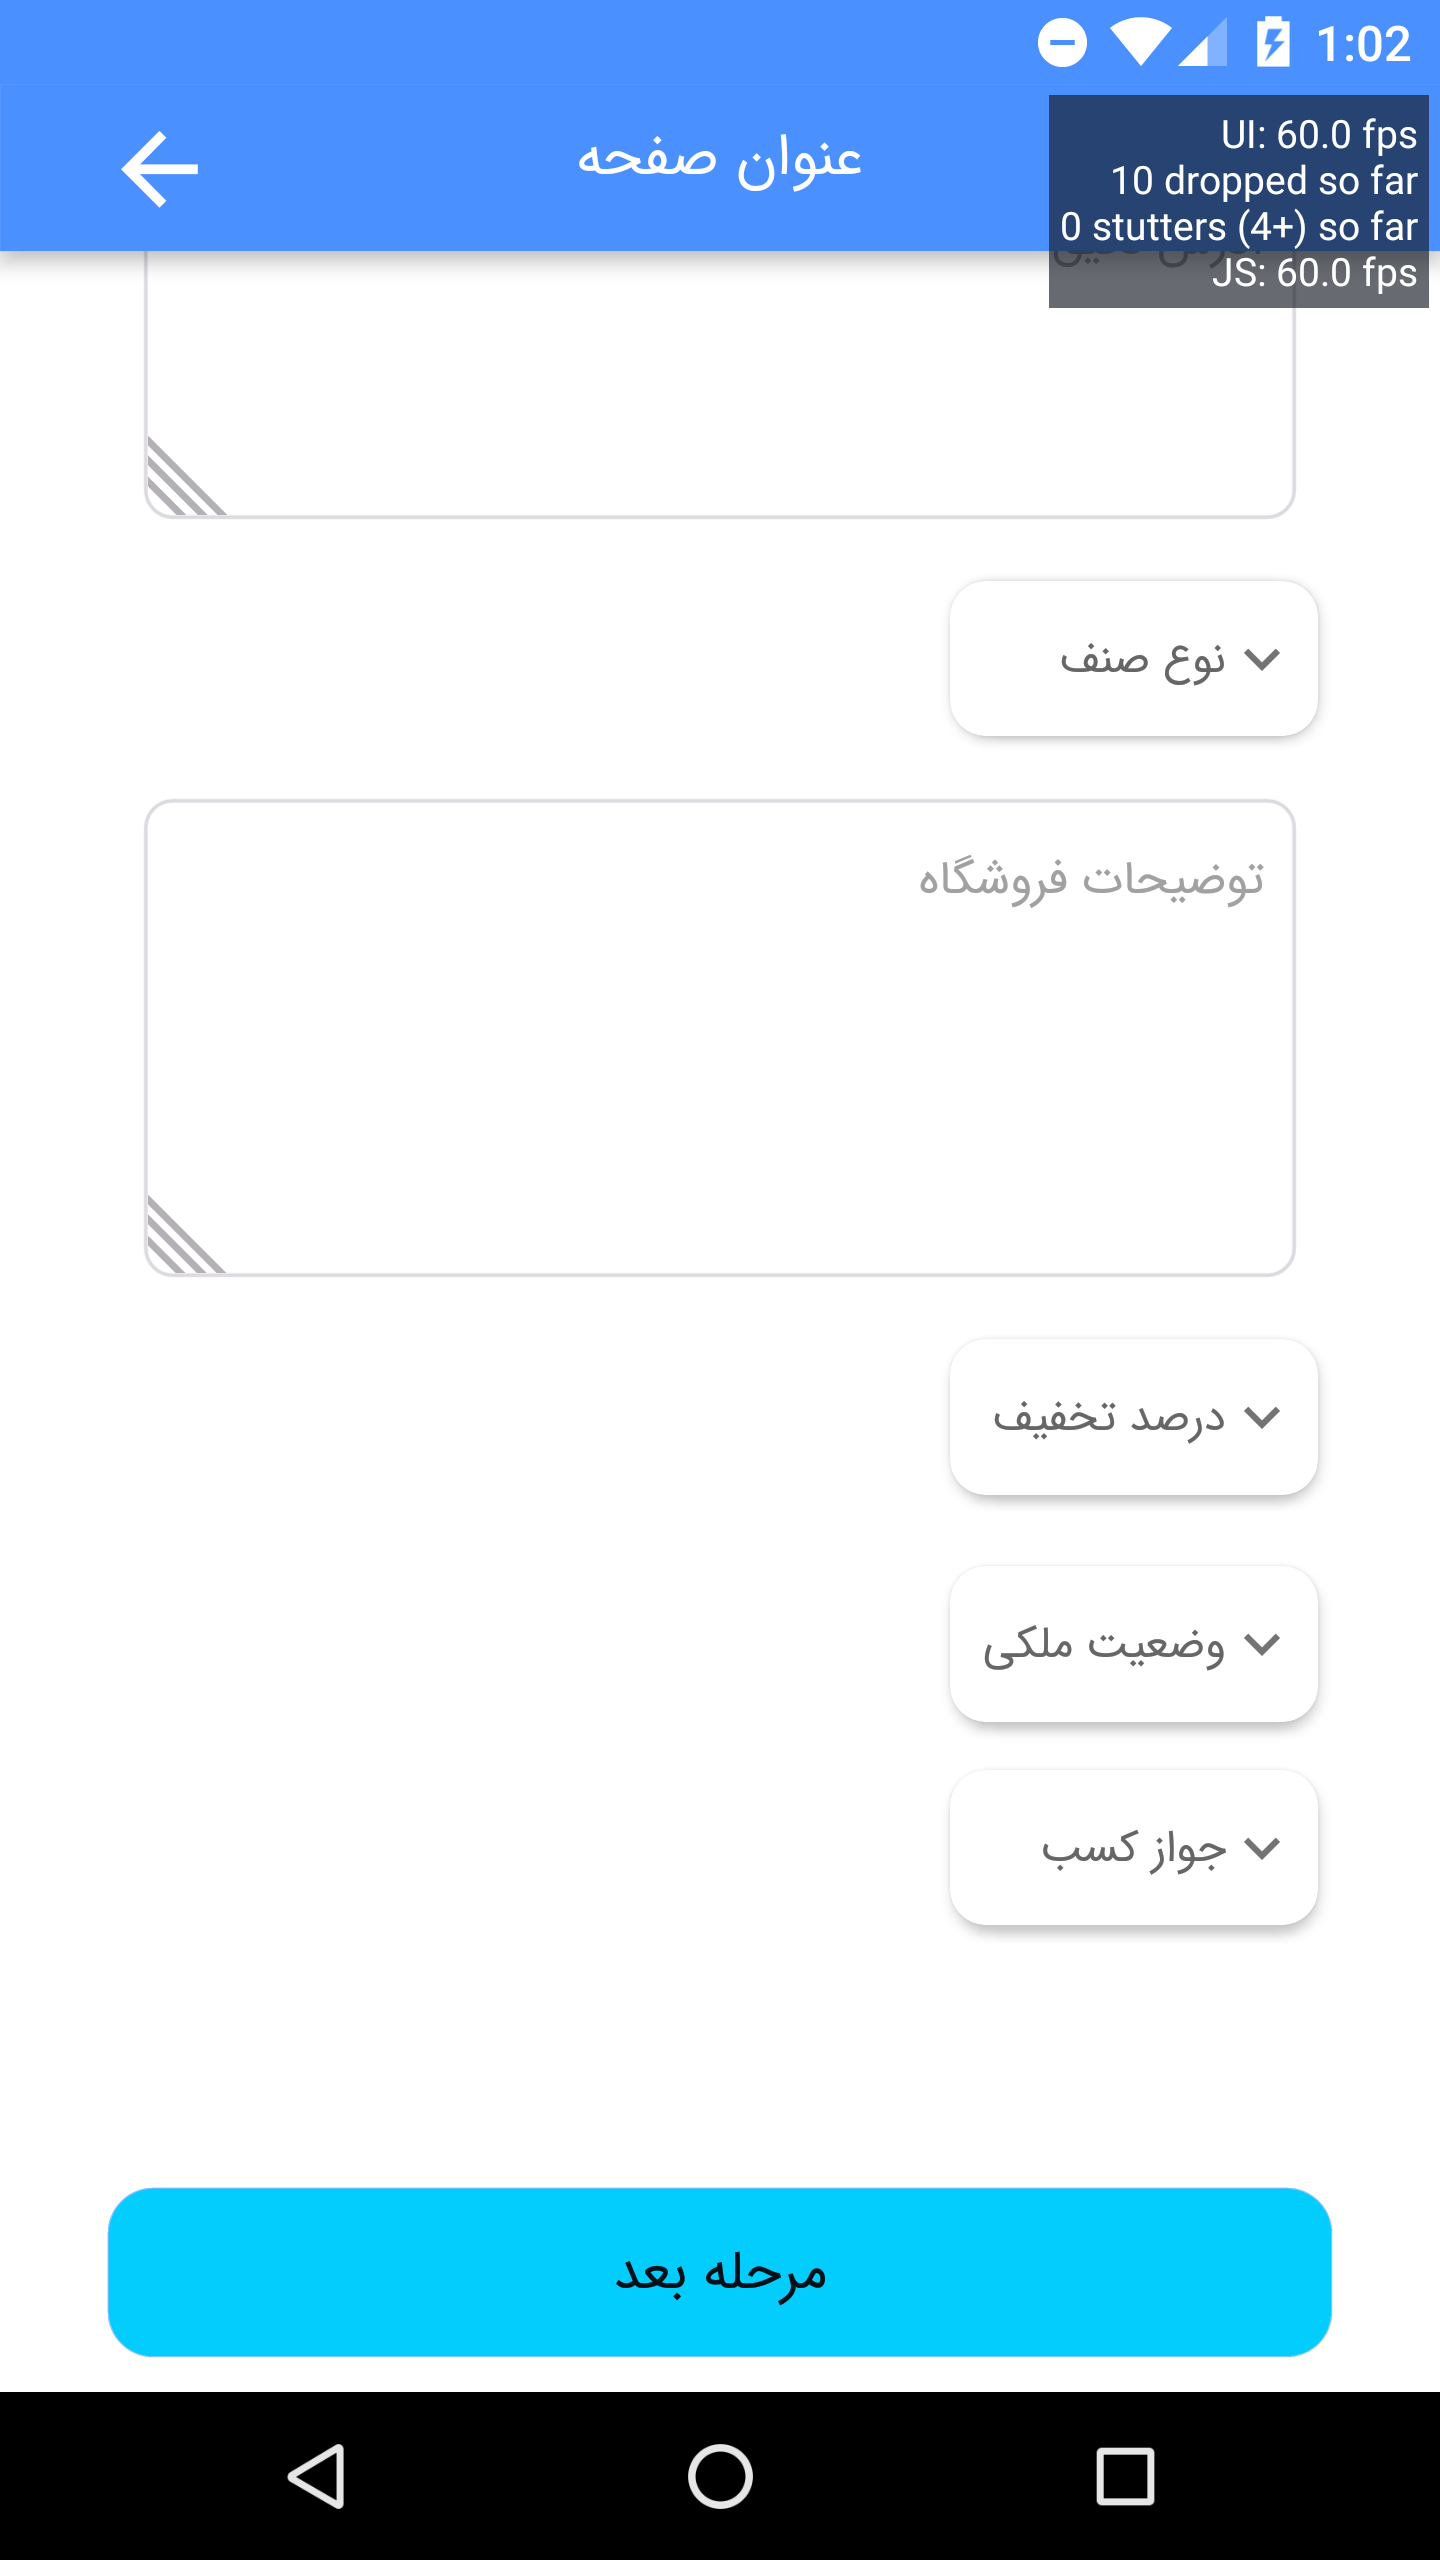 1:02
عنوان صفحه
UI: 60.0 fps
10 dropped so far
0 stutters (4+) so far
JS: 60.0 fps
نوع صنف
توضیحات فروشگاه
درصد تخفیف
وضعیت ملکی
جواز کسب
مرحله بعد